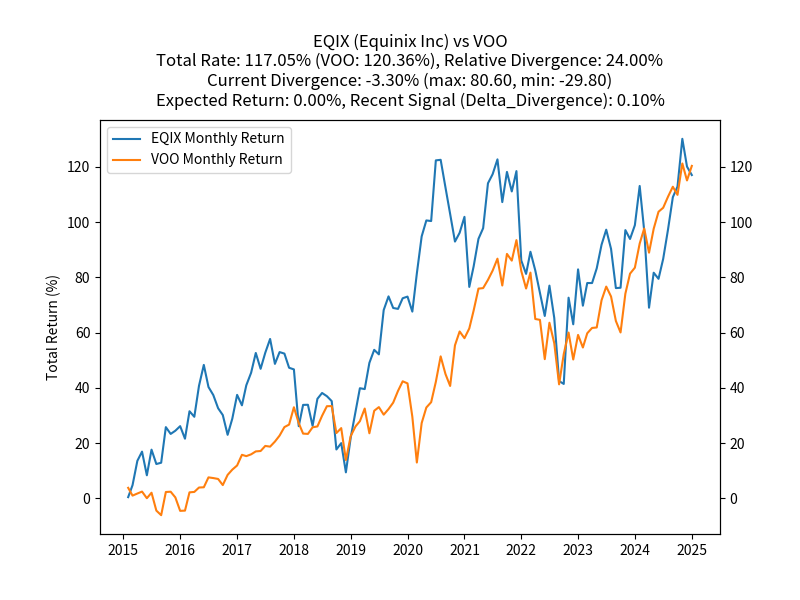 EQIX (Equinix Inc) vs VOO
Total Rate: 117.05% (VOO: 120.36%), Relative Divergence: 24.00%
Current Divergence: -3.30% (max: 80.60, min: -29.80)
Expected Return: 0.00%, Recent Signal (Delta_Divergence): 0.10%
EQIX Monthly Return
VOO Monthly Return
Total Return (%)
120
100
80
60
40
20
0
120
100
80
60
40
20
0
2015 2016 2017 2018 2019 2020 2021 2022 2023 2024 2025